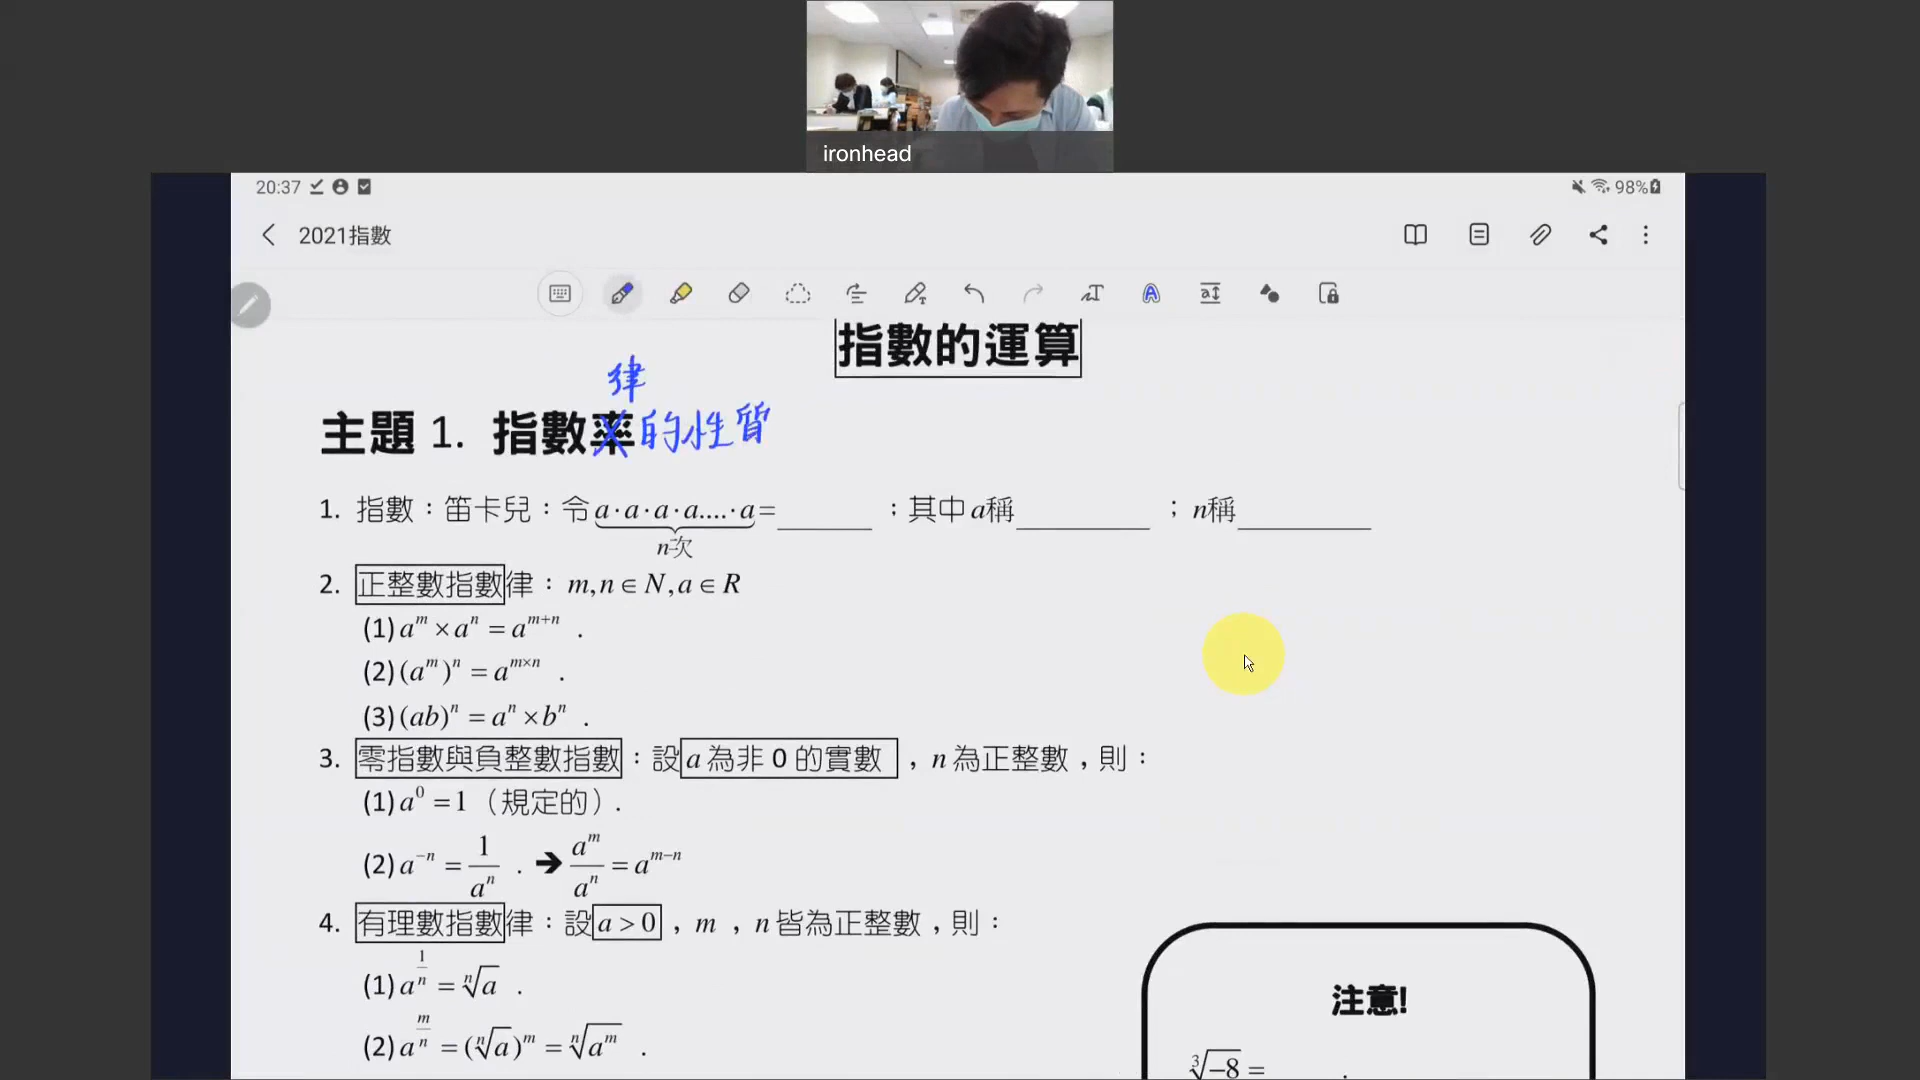 ironhead
20:37
98%
2021指數
指數的運算
律
主題 1. 指數率的性質
1. 指數：笛卡兒：令 a·a·a·a....·a = ______ ；其中 a稱 ______ ；n稱 ______
n次
2. 正整數指數律：m,n∈N,a∈R
(1) a^m × a^n = a^{m+n} .
(2) (a^m)^n = a^{m×n} .
(3) (ab)^n = a^n × b^n .
3. 零指數與負整數指數：設 a 為非 0 的實數，n 為正整數，則：
(1) a^0 = 1（規定的）.
(2) a^{-n} = 1/a^n . ➔ a^m/a^n = a^{m-n}
4. 有理數指數律：設 a > 0，m，n 皆為正整數，則：
(1) a^{1/n} = ⁿ√a .
(2) a^{m/n} = (ⁿ√a)^m = ⁿ√a^m .
注意!
³√-8 = ______ .